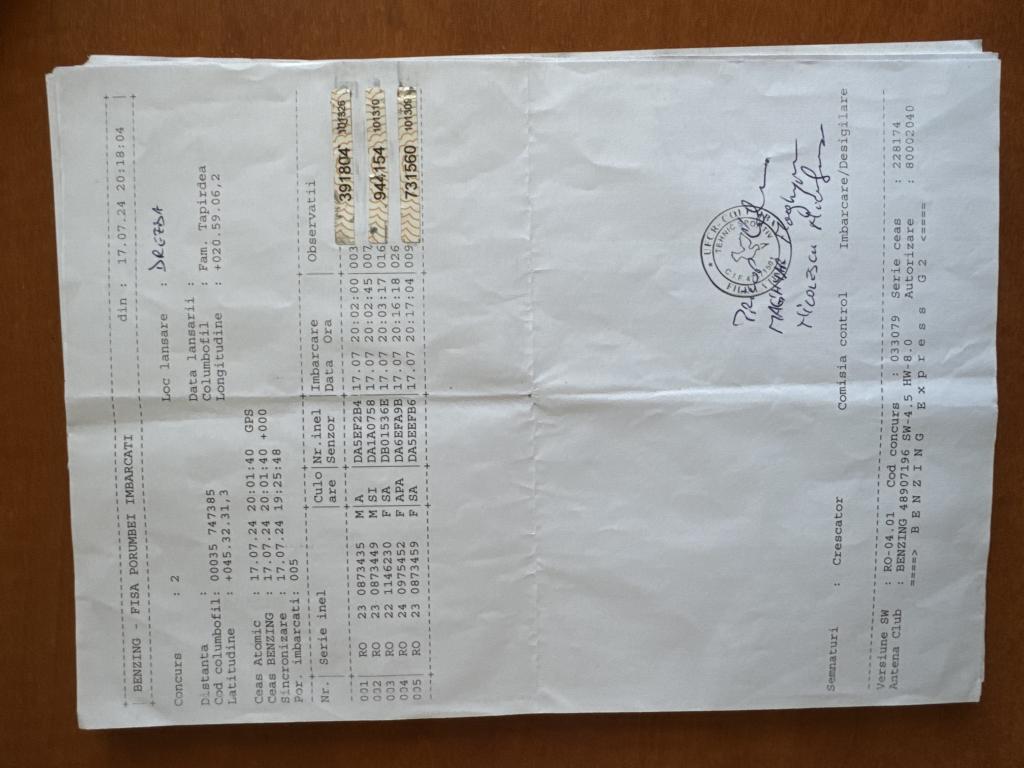 BENZING - FISA PORUMBEI IMBARCATI din : 17.07.24 20:18:04
Concurs : 2 Loc lansare : DREZDA
Distanta : Data lansarii :
Cod columbofil: 00035 747385 Columbofil : Fam. Tapirdea
Latitudine : +045.32.31,3 Longitudine : +020.59.06,2
Ceas Atomic : 17.07.24 20:01:40 GPS
Ceas BENZING : 17.07.24 20:01:40 +000
Sincronizare : 17.07.24 19:25:48
Por. imbarcati: 005
Nr. Serie inel |Culo|Nr.inel |Imbarcare |Observatii
|are |Senzor |Data Ora
001 RO 23 0873435 M A |DA5EF2B4|17.07 20:02:00|003 391804 101326
002 RO 23 0873449 M SI |DA1A0758|17.07 20:02:45|007
003 RO 22 1146230 F SA |DB01536E|17.07 20:03:17|016 944154 101310
004 RO 24 0975452 F APA |DA6EFA9B|17.07 20:16:18|026
005 RO 23 0873459 F SA |DA5EEFB6|17.07 20:17:04|009 731560 101309
UFCR-COL
TEHNIC
C.I.F.
FILI
Semnaturi : Crescator Comisia control Imbarcare/Desigilare
Versiune SW : RO-04.01 Cod concurs : 033079 Serie ceas : 228174
Antena Club : BENZING 48907196 SW-4.5 HW-8.0 Autorizare : 80002040
====> B E N Z I N G E x p r e s s G 2 <====